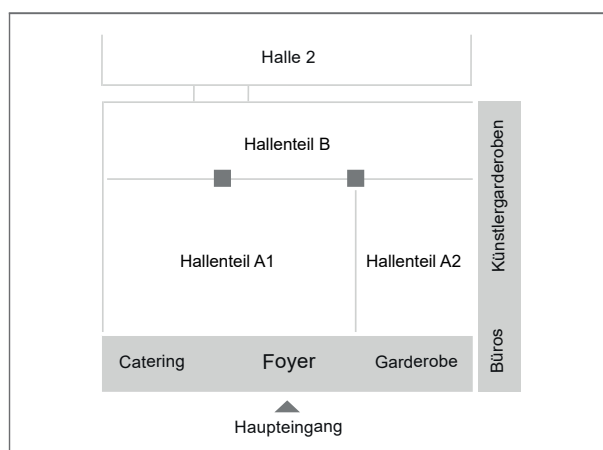 Halle 2
Hallenteil B
Künstlergarderoben
Hallenteil A1
Hallenteil A2
Büros
Catering
Foyer
Garderobe
Haupteingang